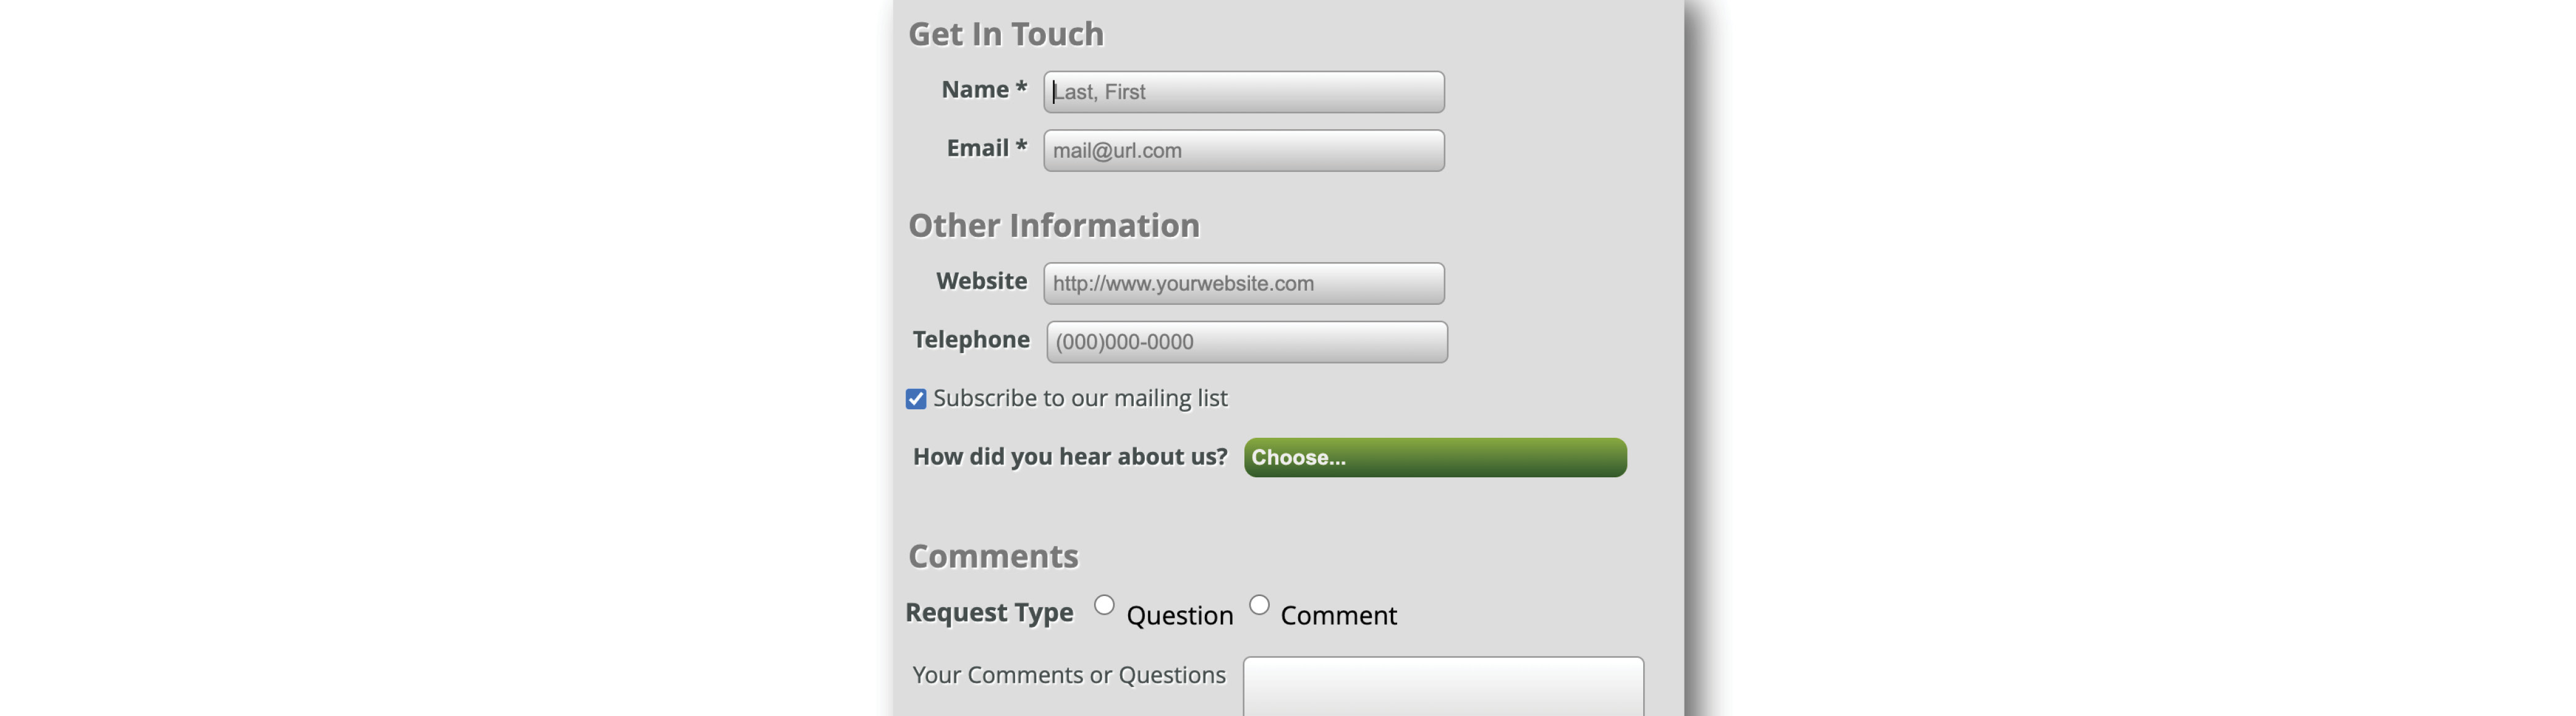 Get In Touch
Name * Last, First
Email * mail@url.com
Other Information
Website http://www.yourwebsite.com
Telephone (000)000-0000
Subscribe to our mailing list
How did you hear about us? Choose...
Comments
Request Type Question Comment
Your Comments or Questions